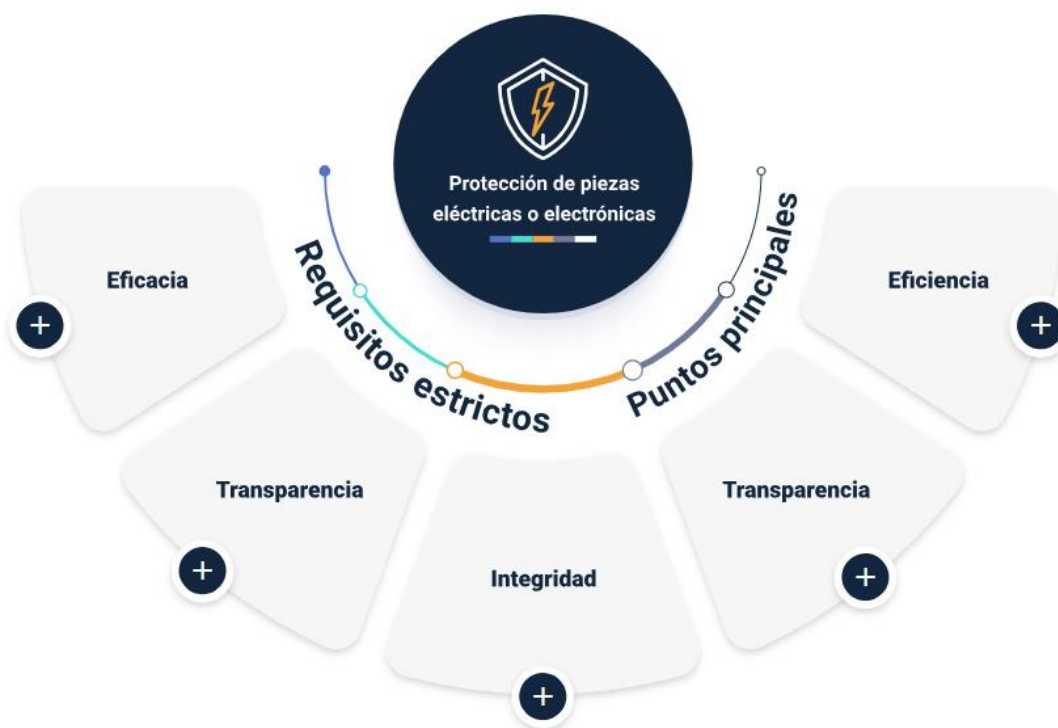 Protección de piezas
eléctricas o electrónicas
Requisitos estrictos
Puntos principales
Eficacia
Transparencia
Integridad
Transparencia
Eficiencia